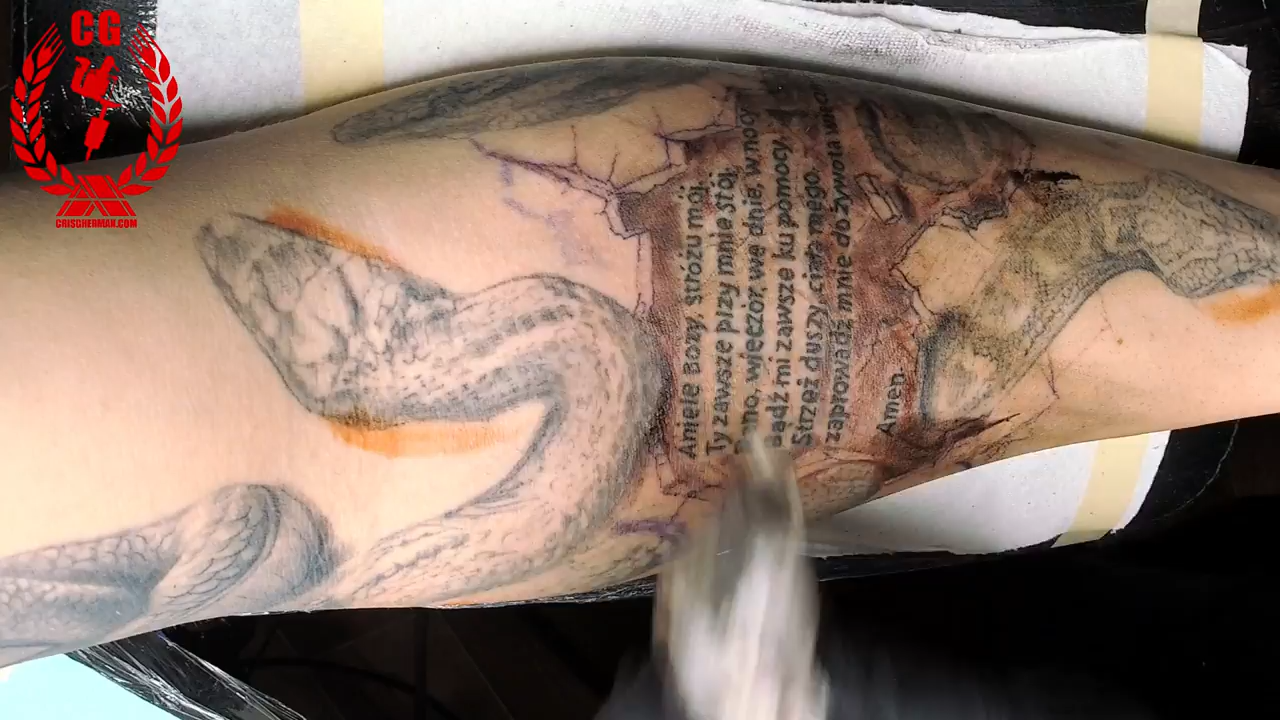 CG
CRISGHERMAN.COM
Aniele Boży, stróżu mój,
Ty zawsze przy mnie stój.
wieczór, we dnie, w nocy
Bądź mi zawsze ku pomocy,
Strzeż duszy, ciała mego,
zaprowadź mnie do żywota
Amen.